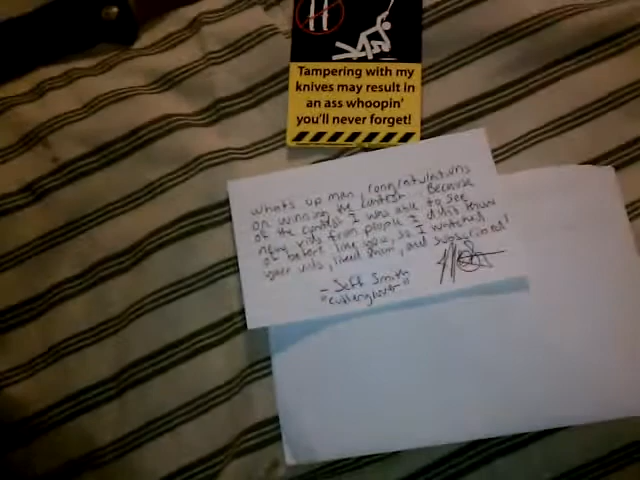 Tampering with my
knives may result in
an ass whoopin'
you'll never forget!
whats up man, congratulations
on winning the contest. Because
of the contest I was able to see
new vids from people I didn't know
of before like you, so I watched
your vids, liked them, and subscribed!
- Jeff Smith
"cutlerylover"